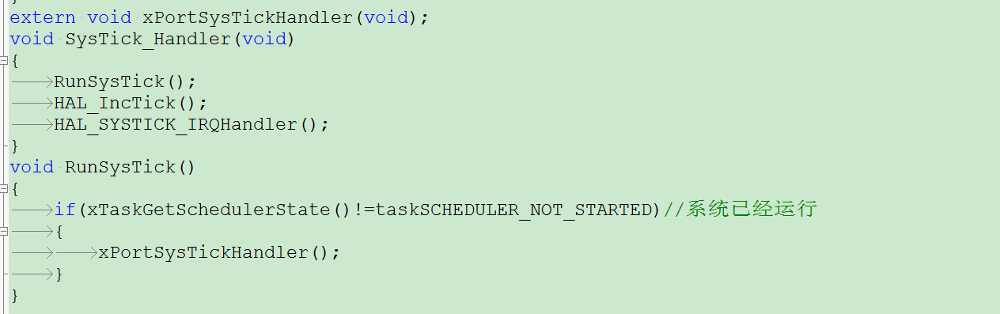 }
extern void xPortSysTickHandler(void);
void SysTick_Handler(void)
{
RunSysTick();
HAL_IncTick();
HAL_SYSTICK_IRQHandler();
}
void RunSysTick()
{
if(xTaskGetSchedulerState()!=taskSCHEDULER_NOT_STARTED)//系统已经运行
{
xPortSysTickHandler();
}
}